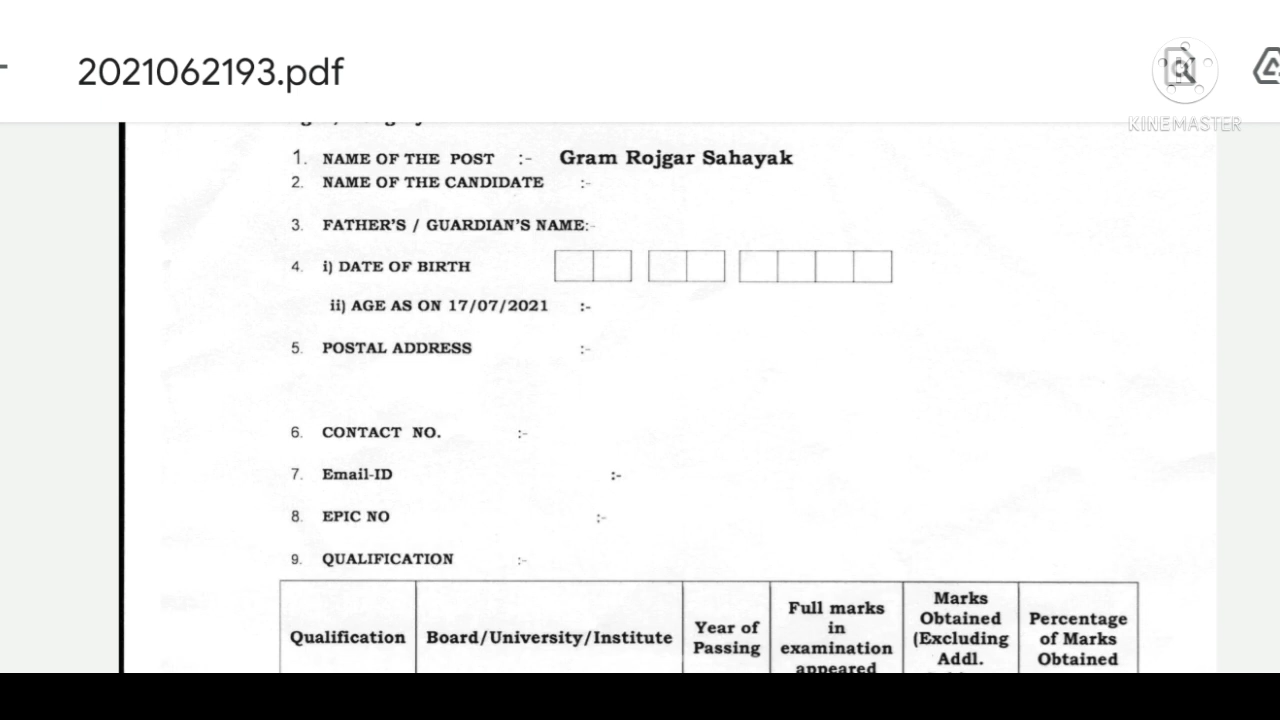 2021062193.pdf
KINEMASTER
1. NAME OF THE POST :- Gram Rojgar Sahayak
2. NAME OF THE CANDIDATE :-
3. FATHER'S / GUARDIAN'S NAME:-
4. i) DATE OF BIRTH
ii) AGE AS ON 17/07/2021 :-
5. POSTAL ADDRESS :-
6. CONTACT NO. :-
7. Email-ID :-
8. EPIC NO :-
9. QUALIFICATION :-
Qualification
Board/University/Institute
Year of
Passing
Full marks
in
examination
appeared
Marks
Obtained
(Excluding
Addl.
Percentage
of Marks
Obtained